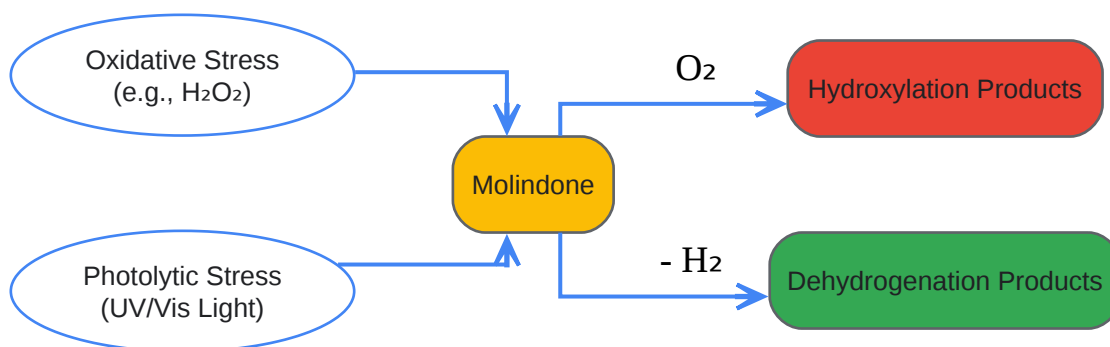 Oxidative Stress
(e.g., H₂O₂)
O₂
Hydroxylation Products
Molindone
Photolytic Stress
(UV/Vis Light)
- H₂
Dehydrogenation Products